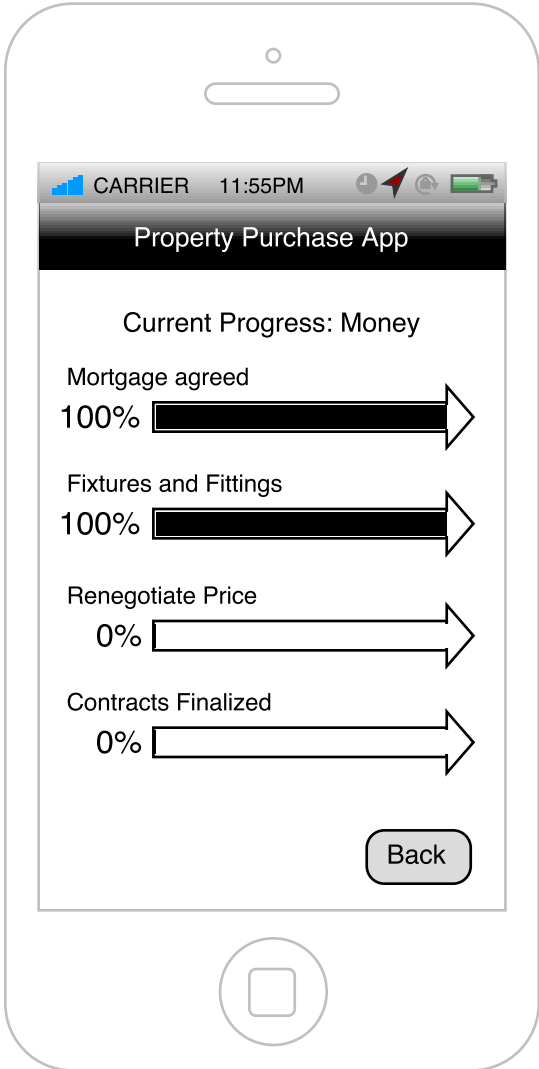 CARRIER 11:55PM
Property Purchase App
Current Progress: Money
Mortgage agreed
100%
Fixtures and Fittings
100%
Renegotiate Price
0%
Contracts Finalized
0%
Back